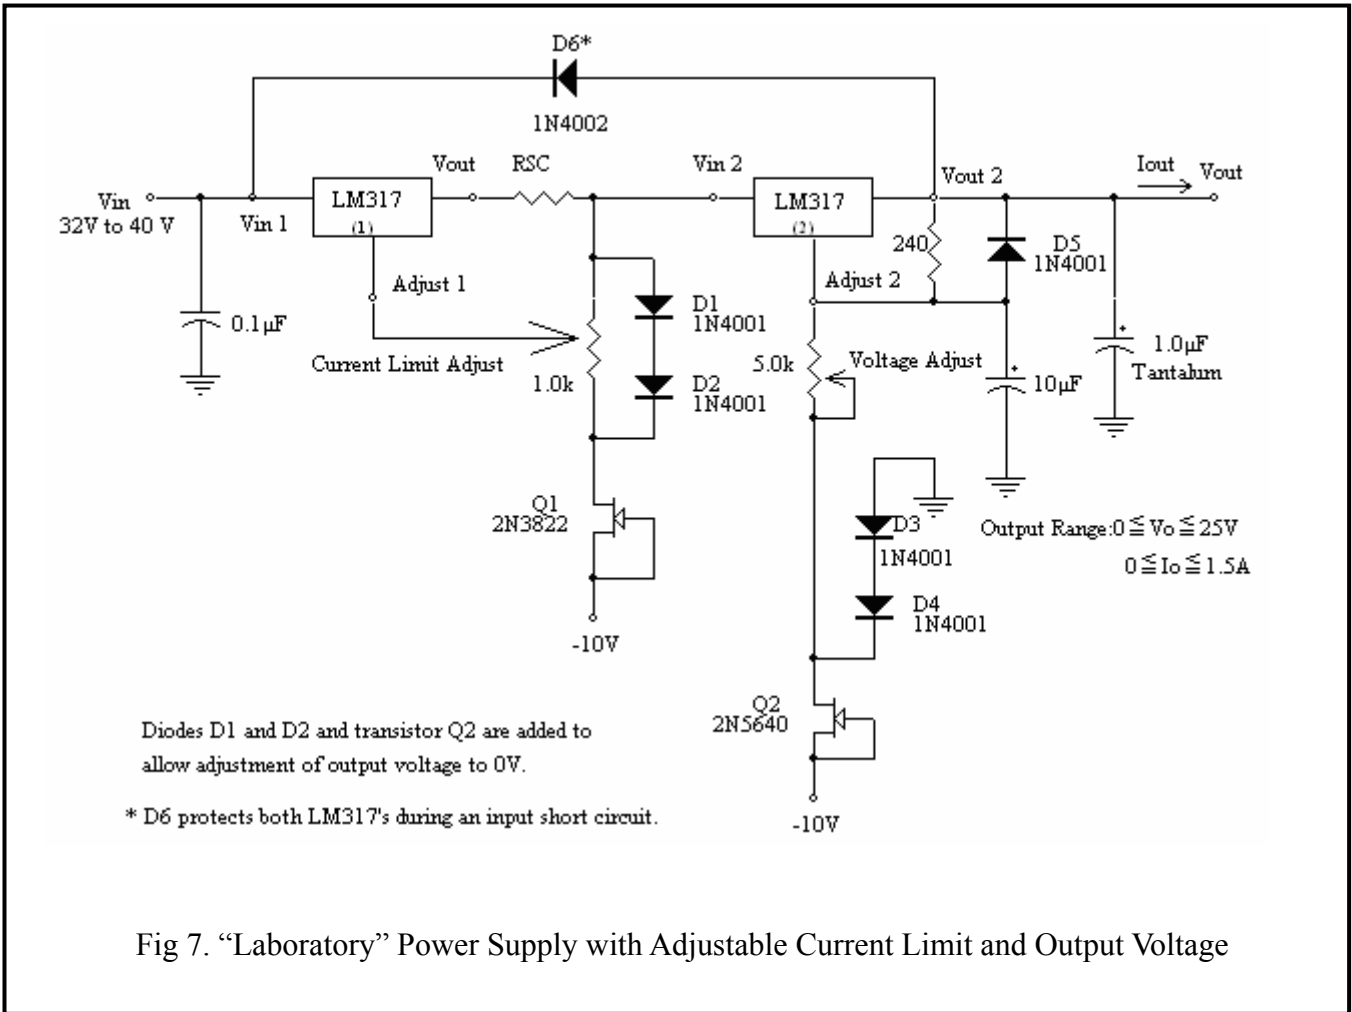 D6*
1N4002
Vin
32V to 40 V
Vin 1
LM317
(1)
Vout
RSC
Vin 2
LM317
(2)
Vout 2
Iout
Vout
Adjust 1
0.1µF
Current Limit Adjust
1.0k
D1
1N4001
D2
1N4001
240
D5
1N4001
Adjust 2
5.0k
Voltage Adjust
10µF
+
1.0µF
Tantalum
+
Q1
2N3822
-10V
D3
1N4001
D4
1N4001
Output Range:0≦Vo≦25V
0≦Io≦1.5A
Q2
2N5640
-10V
Diodes D1 and D2 and transistor Q2 are added to
allow adjustment of output voltage to 0V.
* D6 protects both LM317's during an input short circuit.
Fig 7. “Laboratory” Power Supply with Adjustable Current Limit and Output Voltage